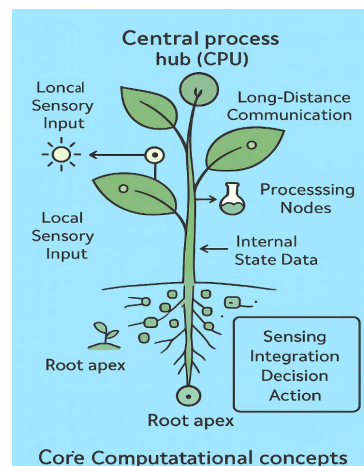 Central process
hub (CPU)
Loncal
Sensory
Input
Long-Distance
Communication
Processsing
Nodes
Local
Sensory
Input
Internal
State Data
Root apex
Root apex
Sensing
Integration
Decision
Action
Core Computatational concepts